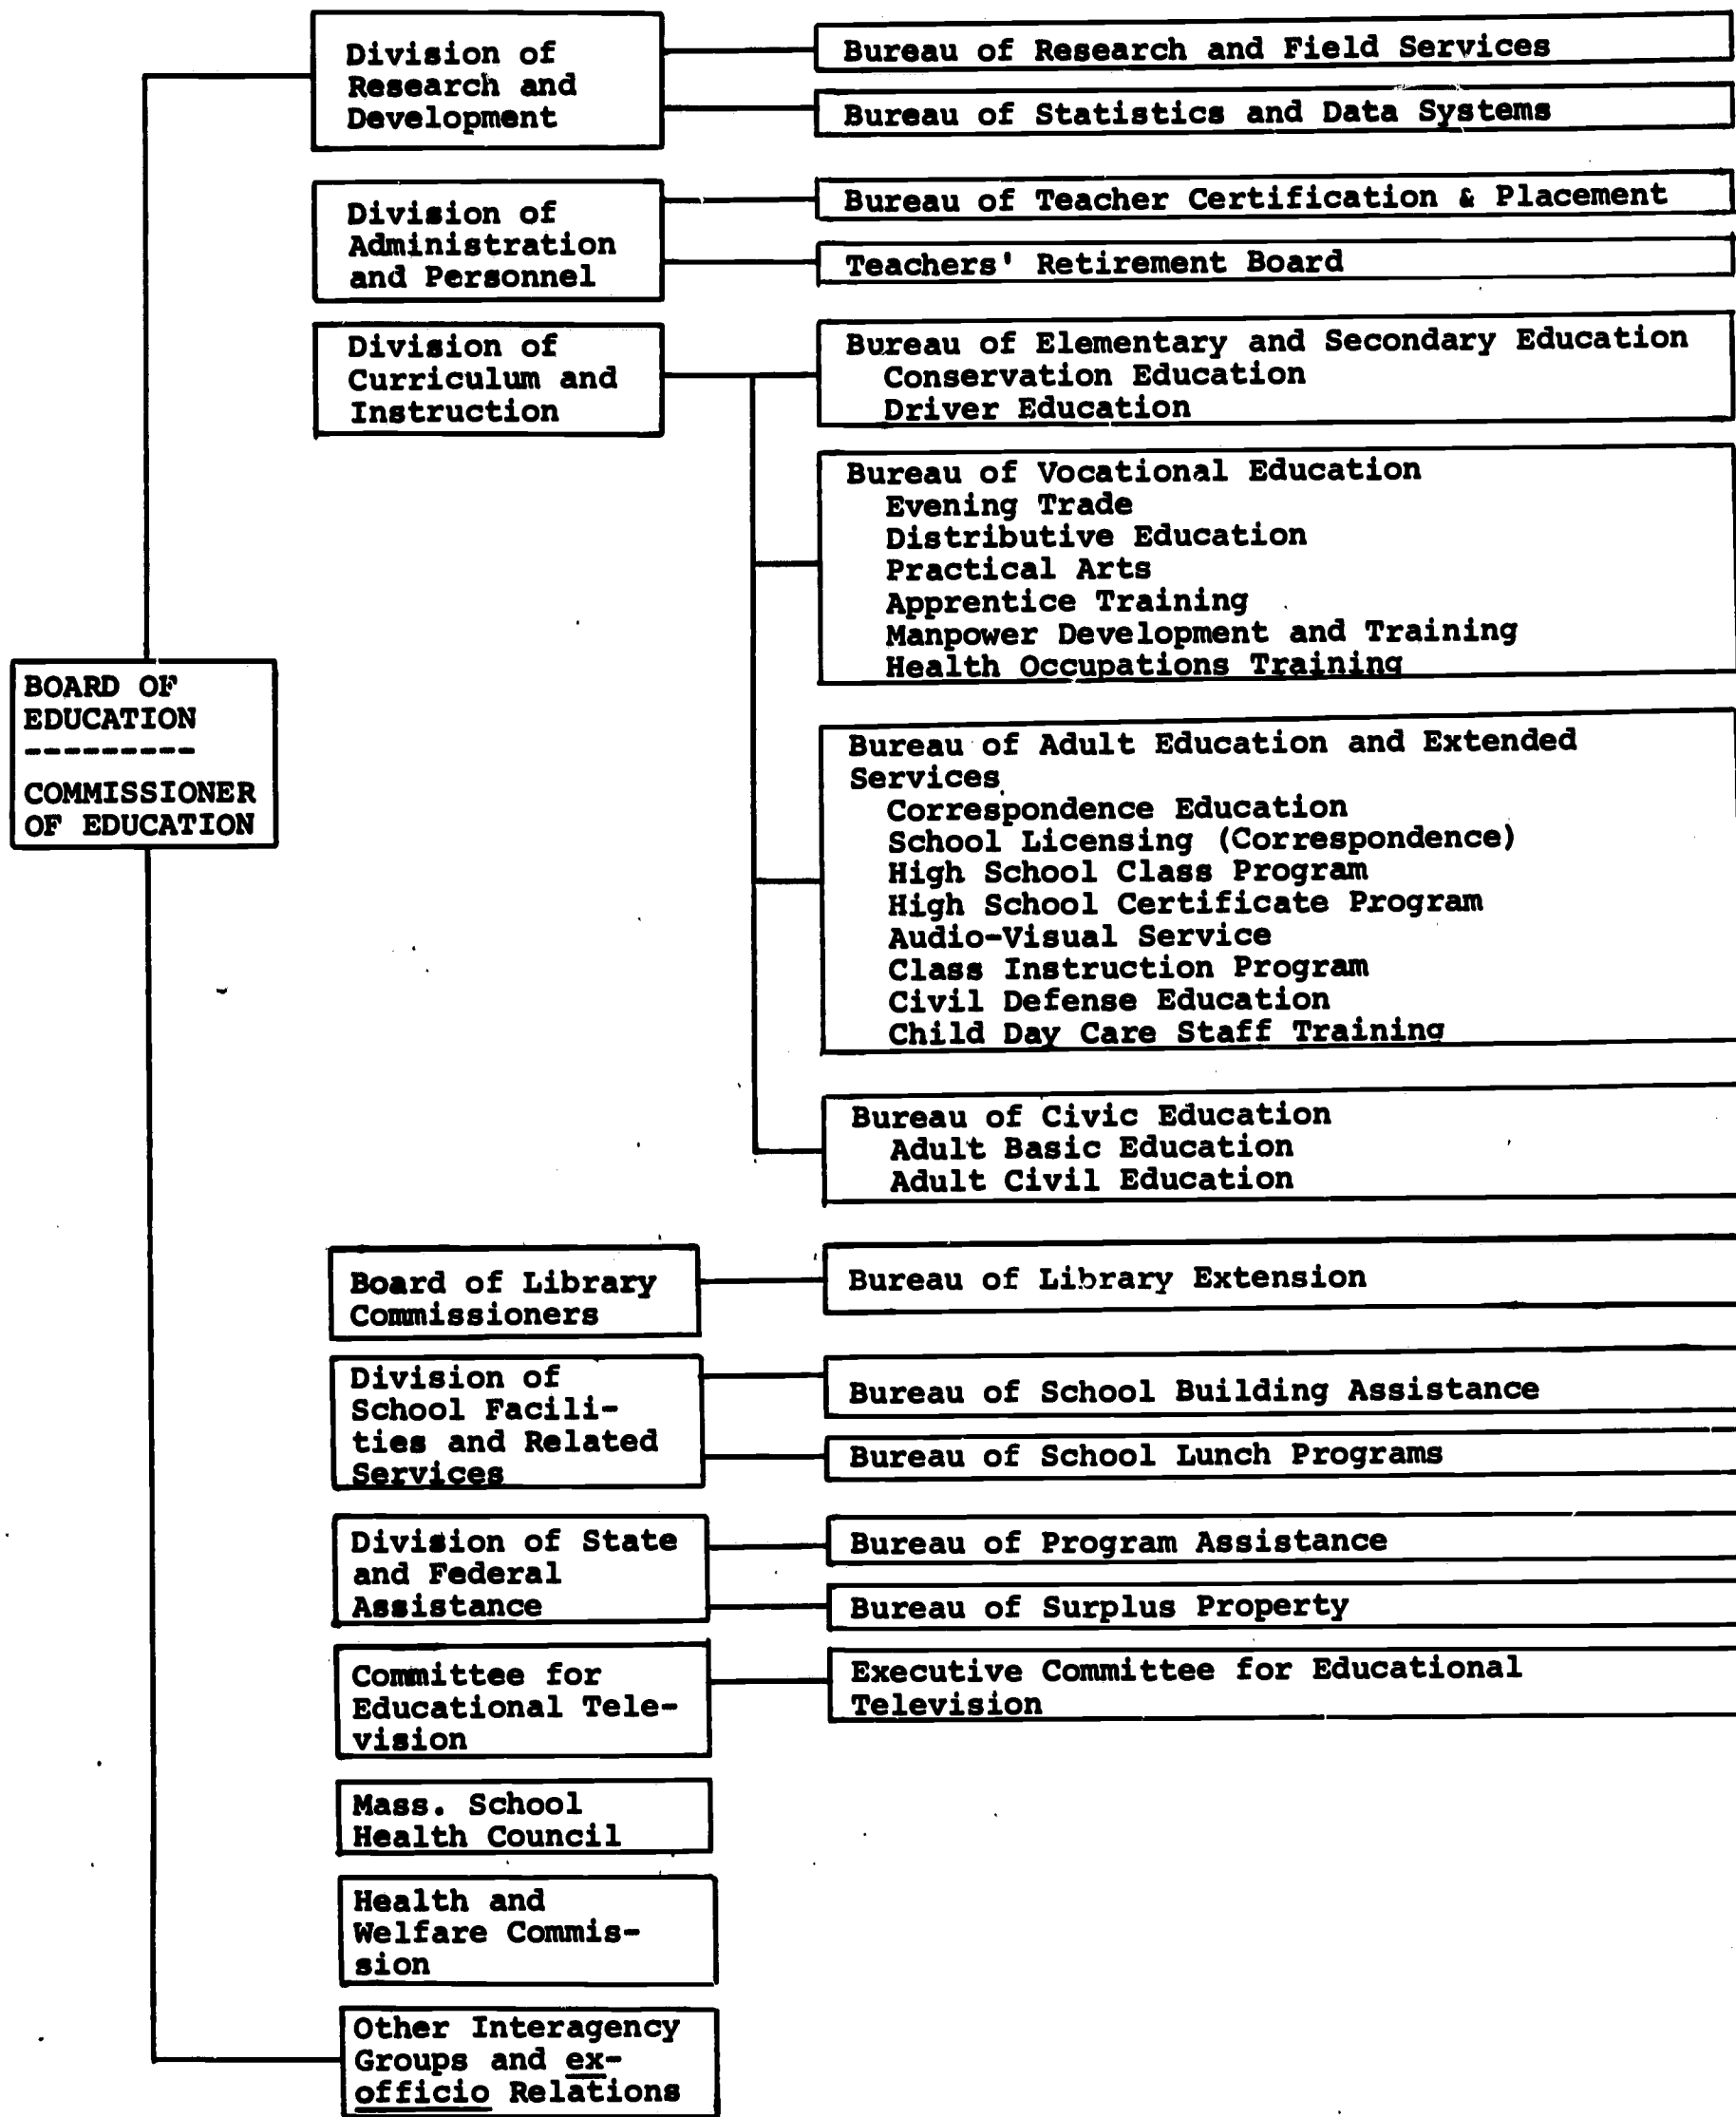 BOARD OF
EDUCATION
---------
COMMISSIONER
OF EDUCATION
Division of
Research and
Development
Bureau of Research and Field Services
Bureau of Statistics and Data Systems
Division of
Administration
and Personnel
Bureau of Teacher Certification & Placement
Teachers' Retirement Board
Division of
Curriculum and
Instruction
Bureau of Elementary and Secondary Education
Conservation Education
Driver Education
Bureau of Vocational Education
Evening Trade
Distributive Education
Practical Arts
Apprentice Training
Manpower Development and Training
Health Occupations Training
Bureau of Adult Education and Extended
Services
Correspondence Education
School Licensing (Correspondence)
High School Class Program
High School Certificate Program
Audio-Visual Service
Class Instruction Program
Civil Defense Education
Child Day Care Staff Training
Bureau of Civic Education
Adult Basic Education
Adult Civil Education
Board of Library
Commissioners
Bureau of Library Extension
Division of
School Facili-
ties and Related
Services
Bureau of School Building Assistance
Bureau of School Lunch Programs
Division of State
and Federal
Assistance
Bureau of Program Assistance
Bureau of Surplus Property
Committee for
Educational Tele-
vision
Executive Committee for Educational
Television
Mass. School
Health Council
Health and
Welfare Commis-
sion
Other Interagency
Groups and ex-
officio Relations